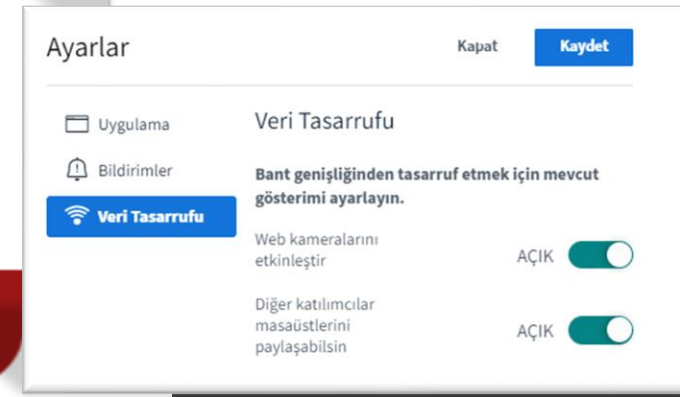 Ayarlar
Kapat
Kaydet
Uygulama
Bildirimler
Veri Tasarrufu
Veri Tasarrufu
Bant genişliğinden tasarruf etmek için mevcut
gösterimi ayarlayın.
Web kameralarını
etkinleştir
AÇIK
Diğer katılımcılar
masaüstlerini
paylaşabilsin
AÇIK